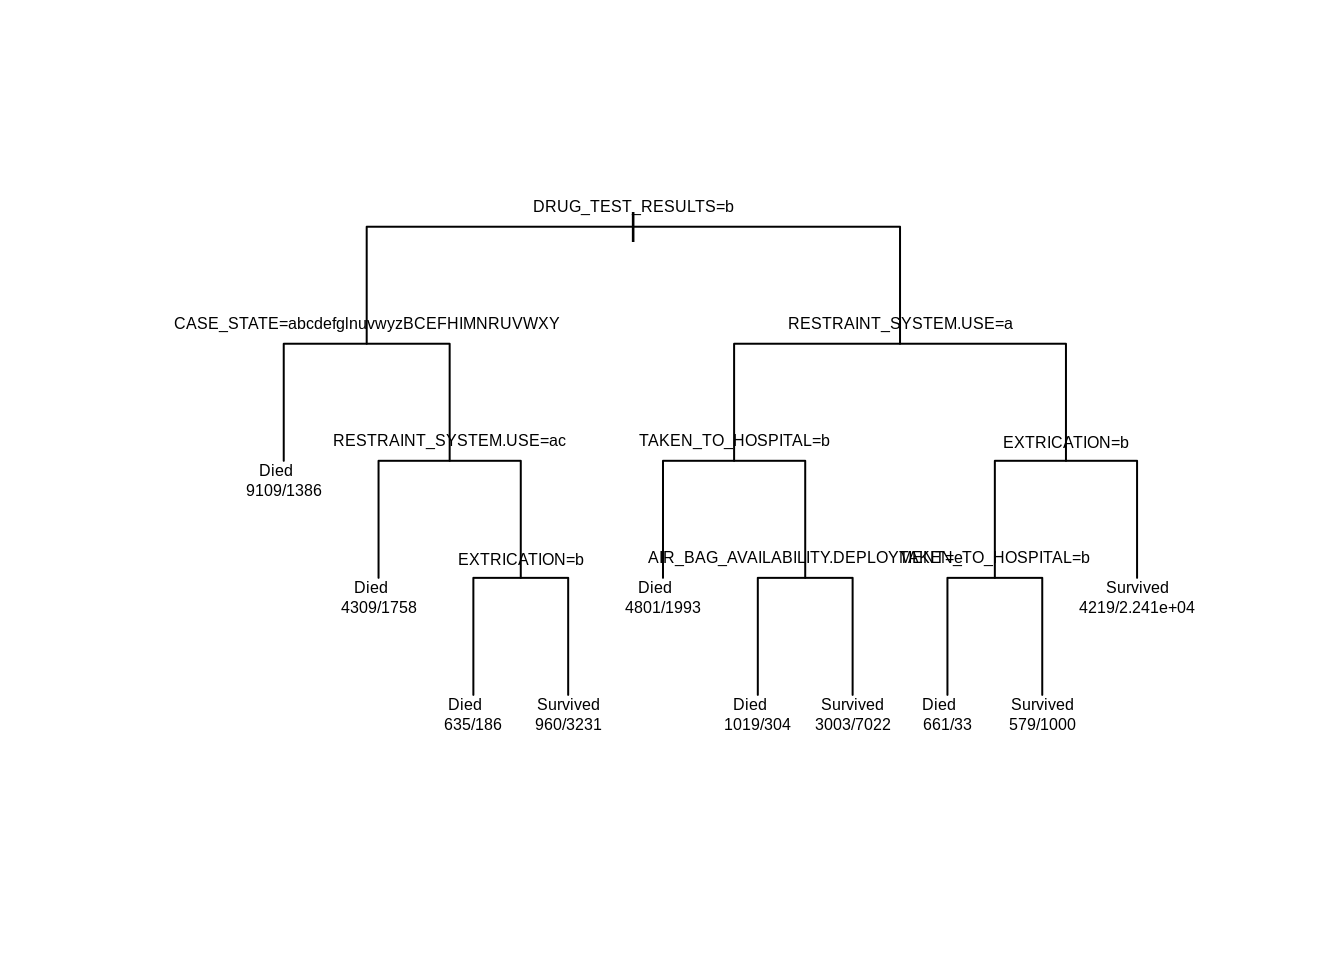 DRUG_TEST_RESULTS=b
CASE_STATE=abcdefglnuvwyzBCEFHIMNRUVWXY
RESTRAINT_SYSTEM.USE=a
RESTRAINT_SYSTEM.USE=ac
TAKEN_TO_HOSPITAL=b
EXTRICATION=b
Died
9109/1386
EXTRICATION=b
AIR_BAG_AVAILABILITY.DEPLOYMENT=e
TAKEN_TO_HOSPITAL=b
Died
4309/1758
Died
4801/1993
Survived
4219/2.241e+04
Died
635/186
Survived
960/3231
Died
1019/304
Survived
3003/7022
Died
661/33
Survived
579/1000